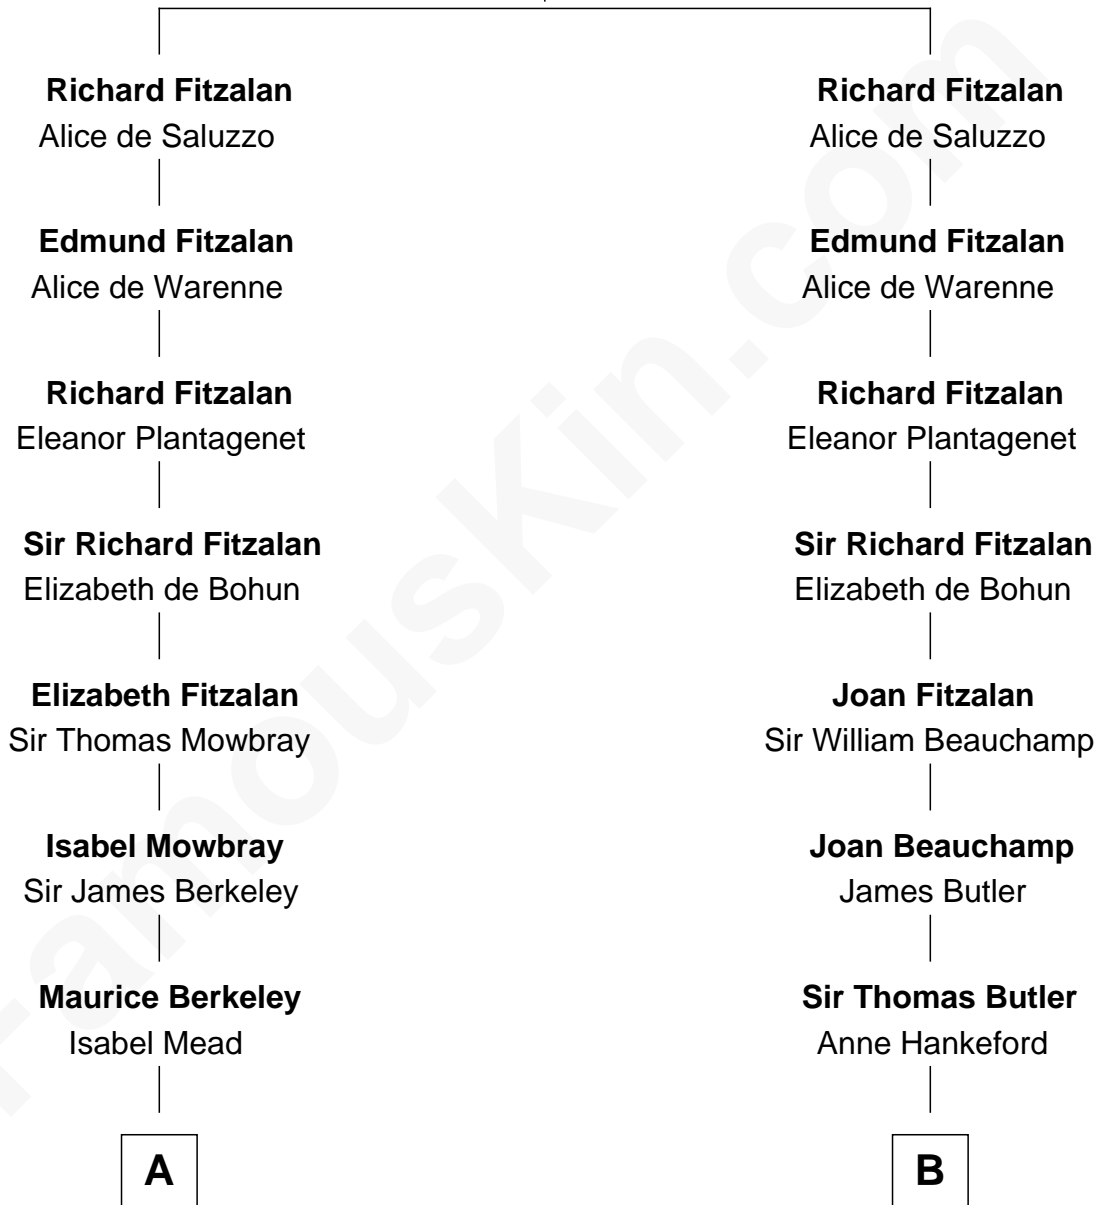 Richard Fitzalan
Alice de Saluzzo
Edmund Fitzalan
Alice de Warenne
Richard Fitzalan
Eleanor Plantagenet
Sir Richard Fitzalan
Elizabeth de Bohun
Elizabeth Fitzalan
Sir Thomas Mowbray
Isabel Mowbray
Sir James Berkeley
Maurice Berkeley
Isabel Mead
A
Richard Fitzalan
Alice de Saluzzo
Edmund Fitzalan
Alice de Warenne
Richard Fitzalan
Eleanor Plantagenet
Sir Richard Fitzalan
Elizabeth de Bohun
Joan Fitzalan
Sir William Beauchamp
Joan Beauchamp
James Butler
Sir Thomas Butler
Anne Hankeford
B
FamousKin.com